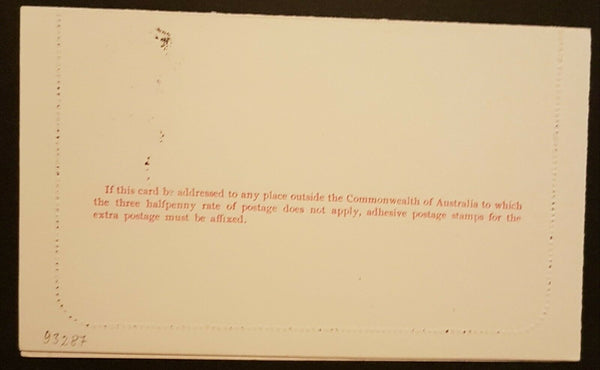 If this card be addressed to any place outside the Commonwealth of Australia to which
the three halfpenny rate of postage does not apply, adhesive postage stamps for the
extra postage must be affixed.
93287